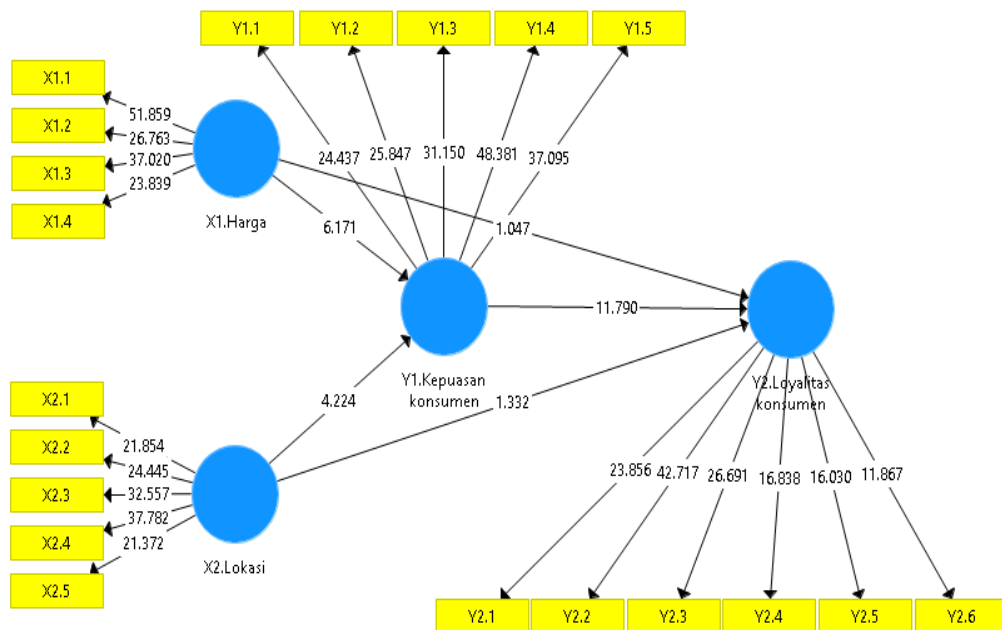 Y1.1
Y1.2
Y1.3
Y1.4
Y1.5
X1.1
X1.2
X1.3
X1.4
51.859
26.763
37.020
23.839
X1.Harga
24.437
25.847
31.150
48.381
37.095
6.171
1.047
11.790
Y1.Kepuasan
konsumen
Y2.Loyalitas
konsumen
4.224
1.332
X2.1
X2.2
X2.3
X2.4
X2.5
21.854
24.445
32.557
37.782
21.372
X2.Lokasi
23.856
42.717
26.691
16.838
16.030
11.867
Y2.1
Y2.2
Y2.3
Y2.4
Y2.5
Y2.6